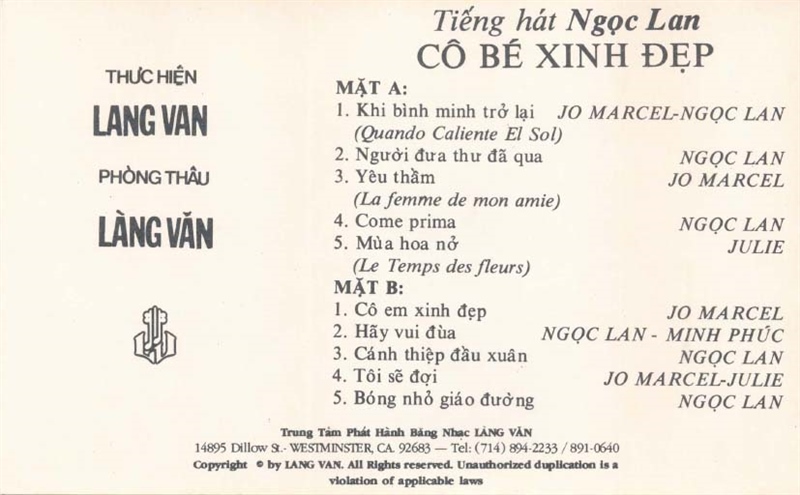 THỰC HIỆN
LANG VAN
PHÒNG THÂU
LÀNG VĂN
Tiếng hát Ngọc Lan
CÔ BÉ XINH ĐẸP
MẶT A:
1. Khi bình minh trở lại JO MARCEL-NGỌC LAN
(Quando Caliente El Sol)
2. Người đưa thư đã qua NGỌC LAN
3. Yêu thầm JO MARCEL
(La femme de mon amie)
4. Come prima NGỌC LAN
5. Mùa hoa nở JULIE
(Le Temps des fleurs)
MẶT B:
1. Cô em xinh đẹp JO MARCEL
2. Hãy vui đùa NGỌC LAN - MINH PHÚC
3. Cánh thiệp đầu xuân NGỌC LAN
4. Tôi sẽ đợi JO MARCEL-JULIE
5. Bóng nhỏ giáo đường NGỌC LAN
Trung Tâm Phát Hành Băng Nhạc LÀNG VĂN
14895 Dillow St.- WESTMINSTER, CA. 92683 — Tel: (714) 894-2233 / 891-0640
Copyright © by LANG VAN. All Rights reserved. Unauthorized duplication is a
violation of applicable laws